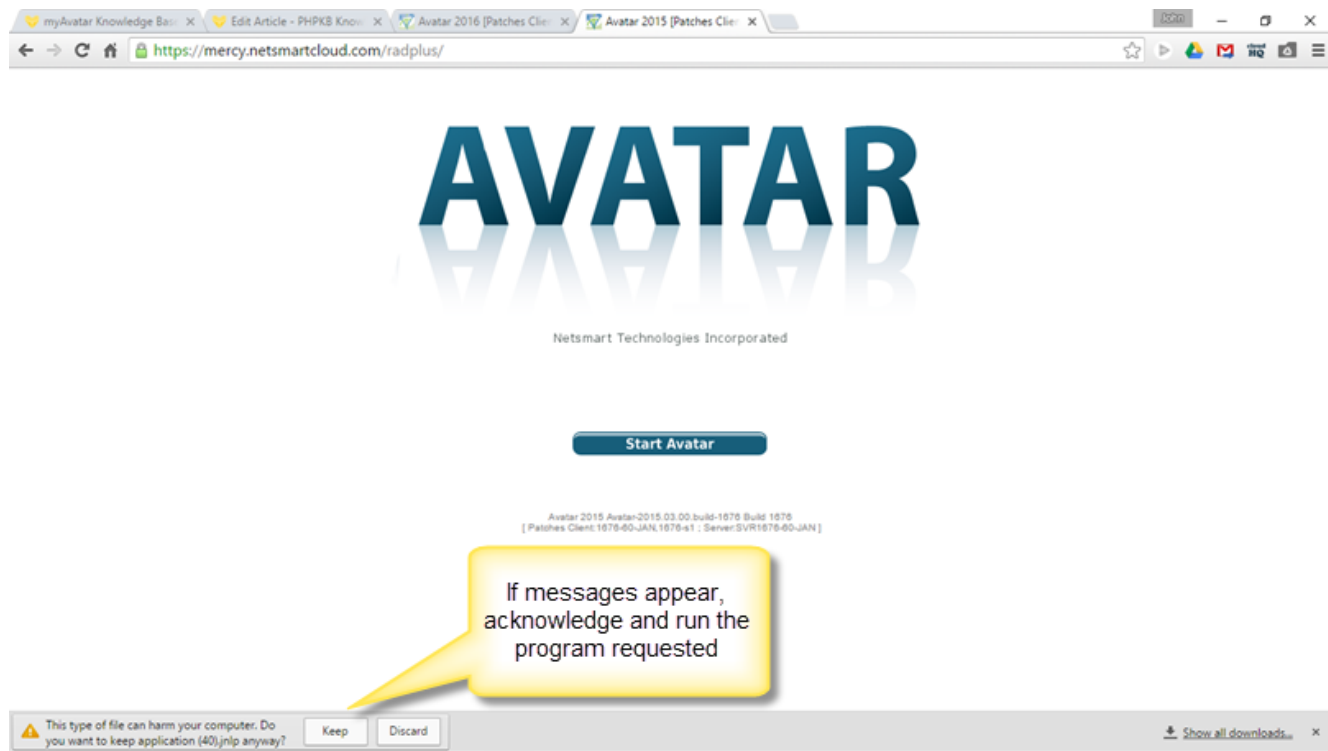 myAvatar Knowledge Bas
Edit Article - PHPKB Know
Avatar 2016 [Patches Clie
Avatar 2015 [Patches Clie
John
https://mercy.netsmartcloud.com/radplus/
HQ
AVATAR
Netsmart Technologies Incorporated
Start Avatar
Avatar 2015 Avatar-2015.03.00.build-1676 Build 1676
[ Patches Client:1676-60-JAN,1676-s1 ; Server:SVR1676-60-JAN ]
If messages appear,
acknowledge and run the
program requested
This type of file can harm your computer. Do
you want to keep application (40).jnlp anyway?
Keep
Discard
Show all downloads...